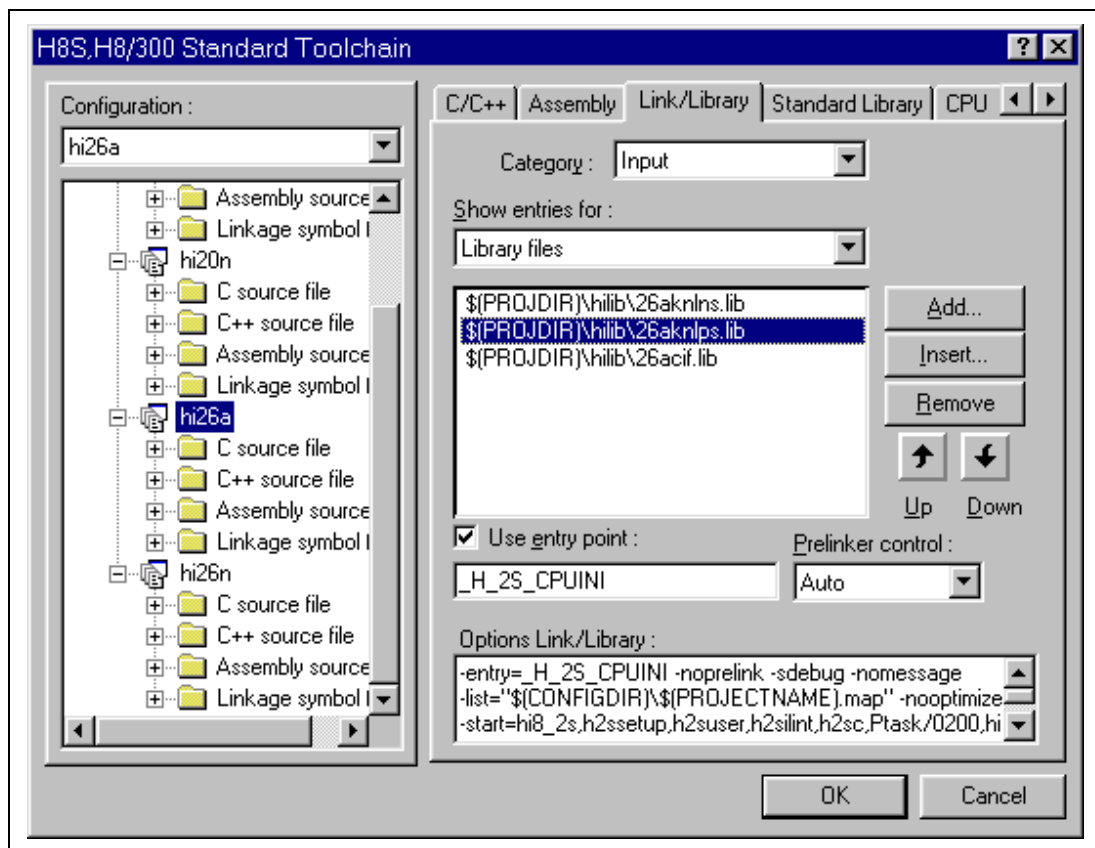 H8S,H8/300 Standard Toolchain
Configuration :
hi26a
Assembly source
Linkage symbol
hi20n
C source file
C++ source file
Assembly source
Linkage symbol
hi26a
C source file
C++ source file
Assembly source
Linkage symbol
hi26n
C source file
C++ source file
Assembly source
Linkage symbol
C/C++ Assembly Link/Library Standard Library CPU
Category : Input
Show entries for :
Library files
$(PROJDIR)\hilib\26aknlns.lib
$(PROJDIR)\hilib\26aknlps.lib
$(PROJDIR)\hilib\26acif.lib
Add...
Insert...
Remove
Up Down
Use entry point :
_H_2S_CPUINI
Prelinker control :
Auto
Options Link/Library :
-entry=_H_2S_CPUINI -noprelink -sdebug -nomessage
-list="$(CONFIGDIR)\$(PROJECTNAME).map" -nooptimize
-start=hi8_2s,h2ssetup,h2suser,h2silint,h2sc,Ptask/0200,hi
OK Cancel